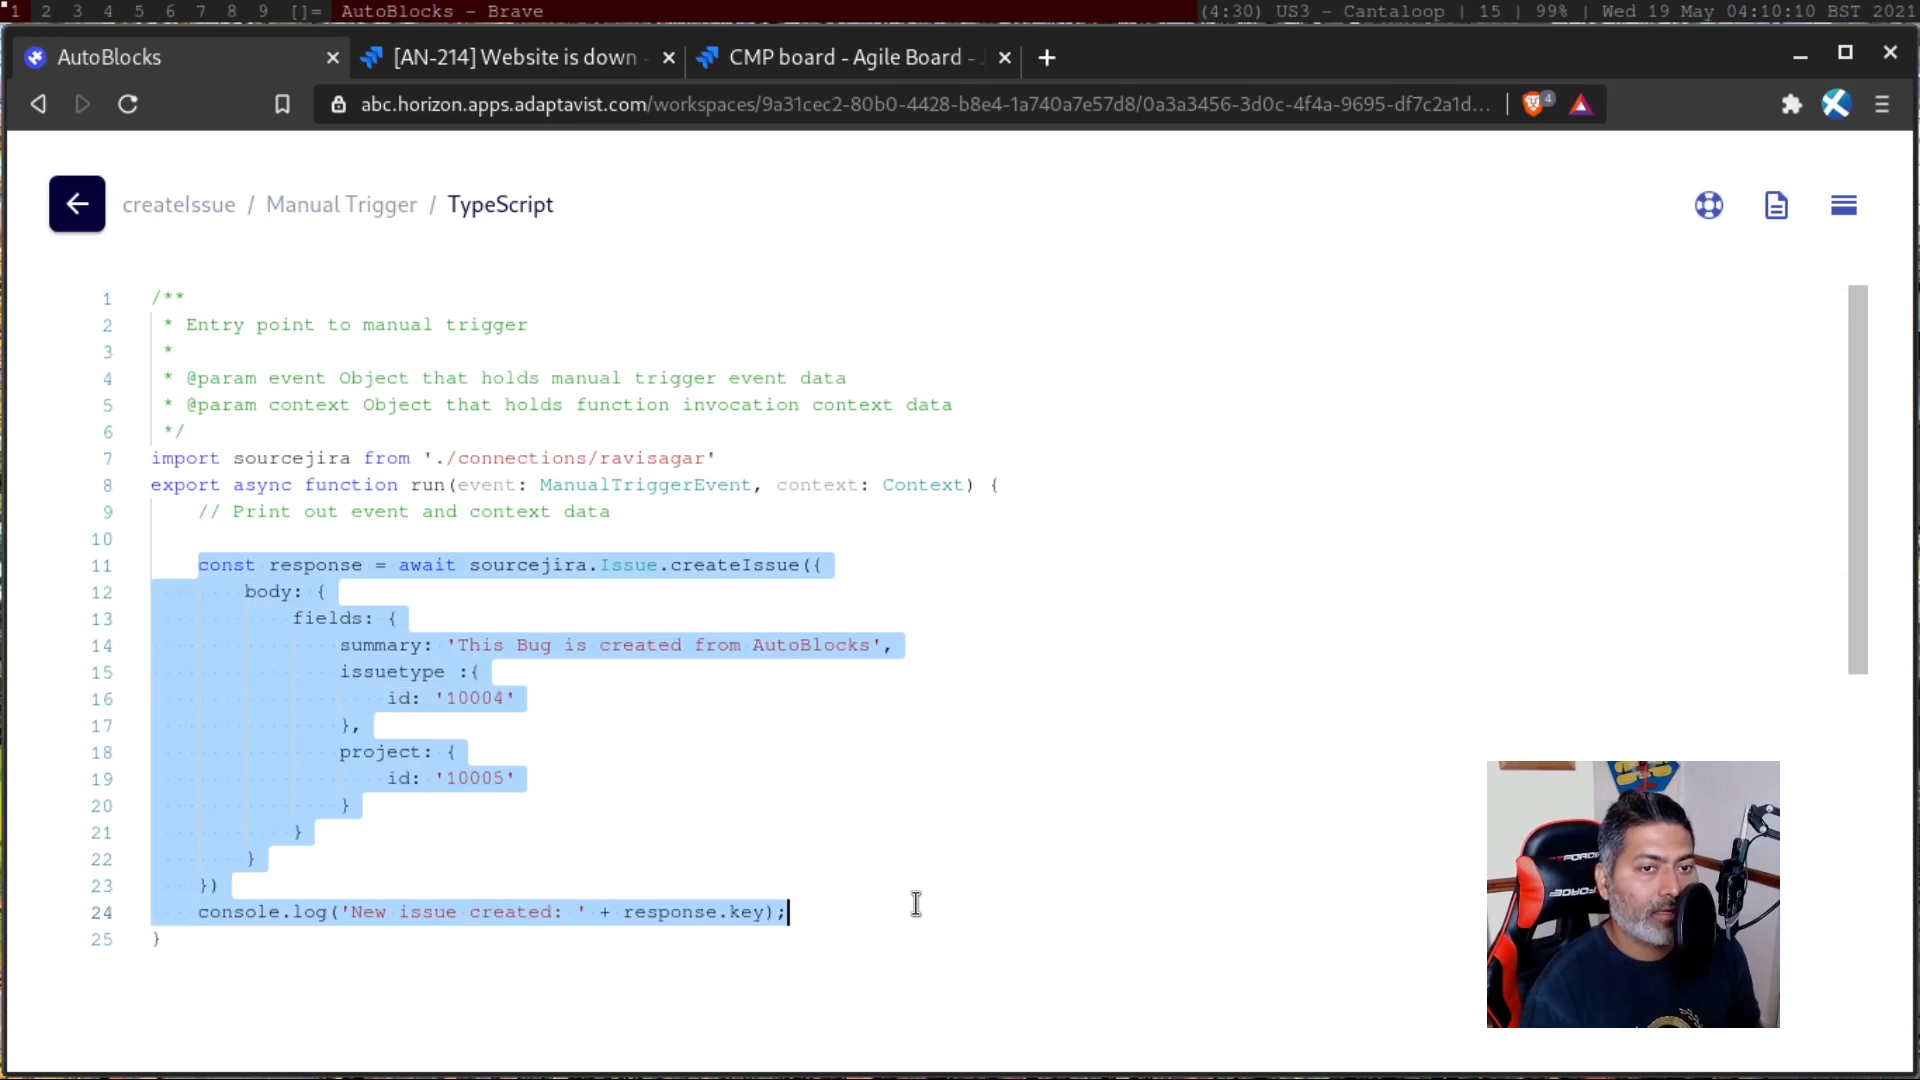 1 2 3 4 5 6 7 8 9 []= AutoBlocks - Brave (4:30) US3 - Cantaloop | 15 | 99% | Wed 19 May 04:10:10 BST 2021
AutoBlocks [AN-214] Website is down - CMP board - Agile Board -
abc.horizon.apps.adaptavist.com/workspaces/9a31cec2-80b0-4428-b8e4-1a740a7e57d8/0a3a3456-3d0c-4f4a-9695-df7c2a1d... 4
createIssue / Manual Trigger / TypeScript
1 /**
2 * Entry point to manual trigger
3 *
4 * @param event Object that holds manual trigger event data
5 * @param context Object that holds function invocation context data
6 */
7 import sourcejira from './connections/ravisagar'
8 export async function run(event: ManualTriggerEvent, context: Context) {
9 // Print out event and context data
10
11 const response = await sourcejira.Issue.createIssue({
12 body: {
13 fields: {
14 summary: 'This Bug is created from AutoBlocks',
15 issuetype :{
16 id: '10004'
17 },
18 project: {
19 id: '10005'
20 }
21 }
22 }
23 })
24 console.log('New issue created: ' + response.key);
25 }